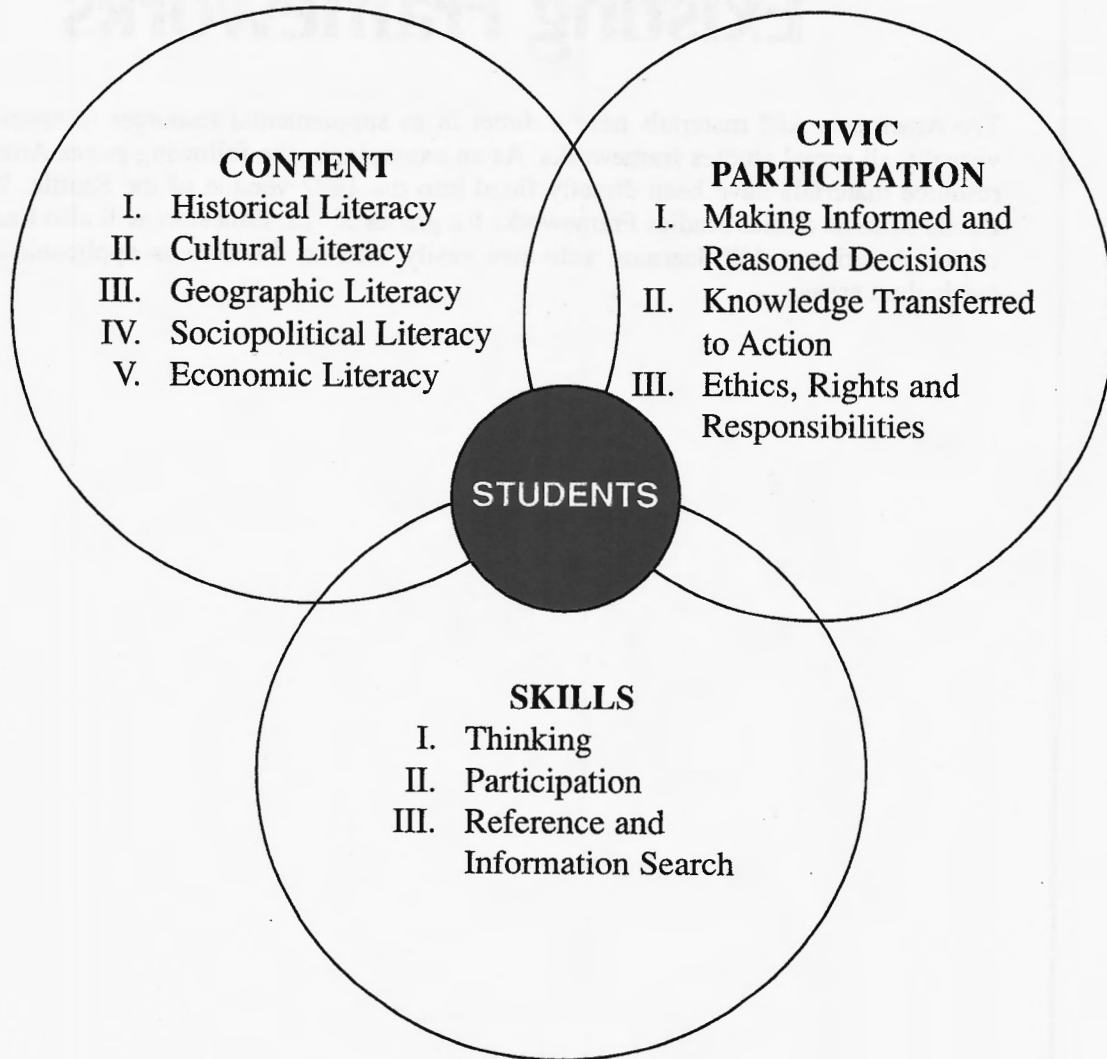 CONTENT
I. Historical Literacy
II. Cultural Literacy
III. Geographic Literacy
IV. Sociopolitical Literacy
V. Economic Literacy
CIVIC
PARTICIPATION
I. Making Informed and
Reasoned Decisions
II. Knowledge Transferred
to Action
III. Ethics, Rights and
Responsibilities
STUDENTS
SKILLS
I. Thinking
II. Participation
III. Reference and
Information Search